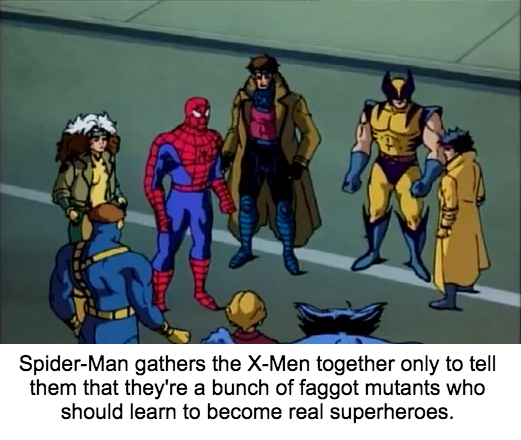 Spider-Man gathers the X-Men together only to tell
them that they're a bunch of faggot mutants who
should learn to become real superheroes.